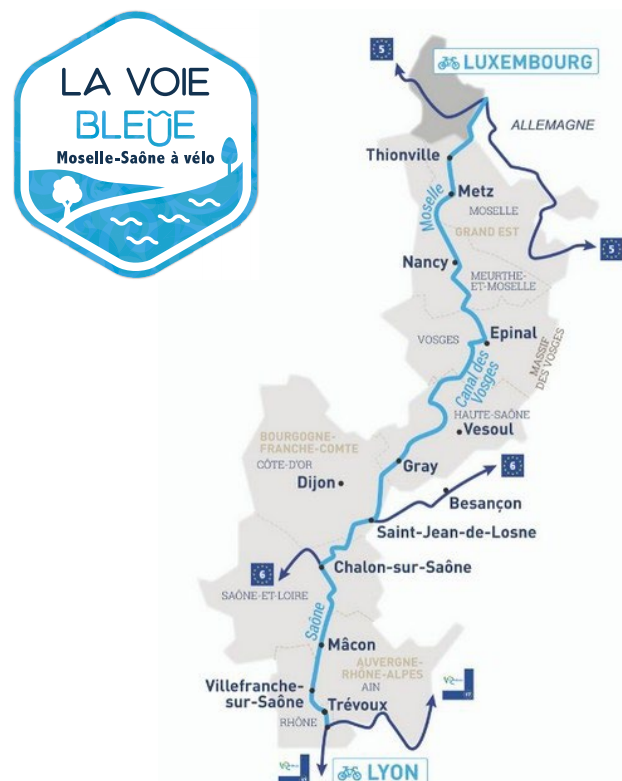 LA VOIE
BLEUE
Moselle-Saône à vélo
5
LUXEMBOURG
ALLEMAGNE
Thionville
Metz
Moselle
MOSELLE
GRAND EST
5
Nancy
MEURTHE-
ET-MOSELLE
VOSGES
Epinal
MASSIF
DES VOSGES
Canal des
Vosges
HAUTE-SAÔNE
Vesoul
BOURGOGNE-
FRANCHE-COMTE
CÔTE-D'OR
Gray
6
Dijon
Besançon
Saint-Jean-de-Losne
6
Chalon-sur-Saône
SAÔNE-ET-LOIRE
Saône
Mâcon
AUVERGNE-
RHÔNE-ALPES
AIN
Villefranche-
sur-Saône
Trévoux
RHÔNE
LYON